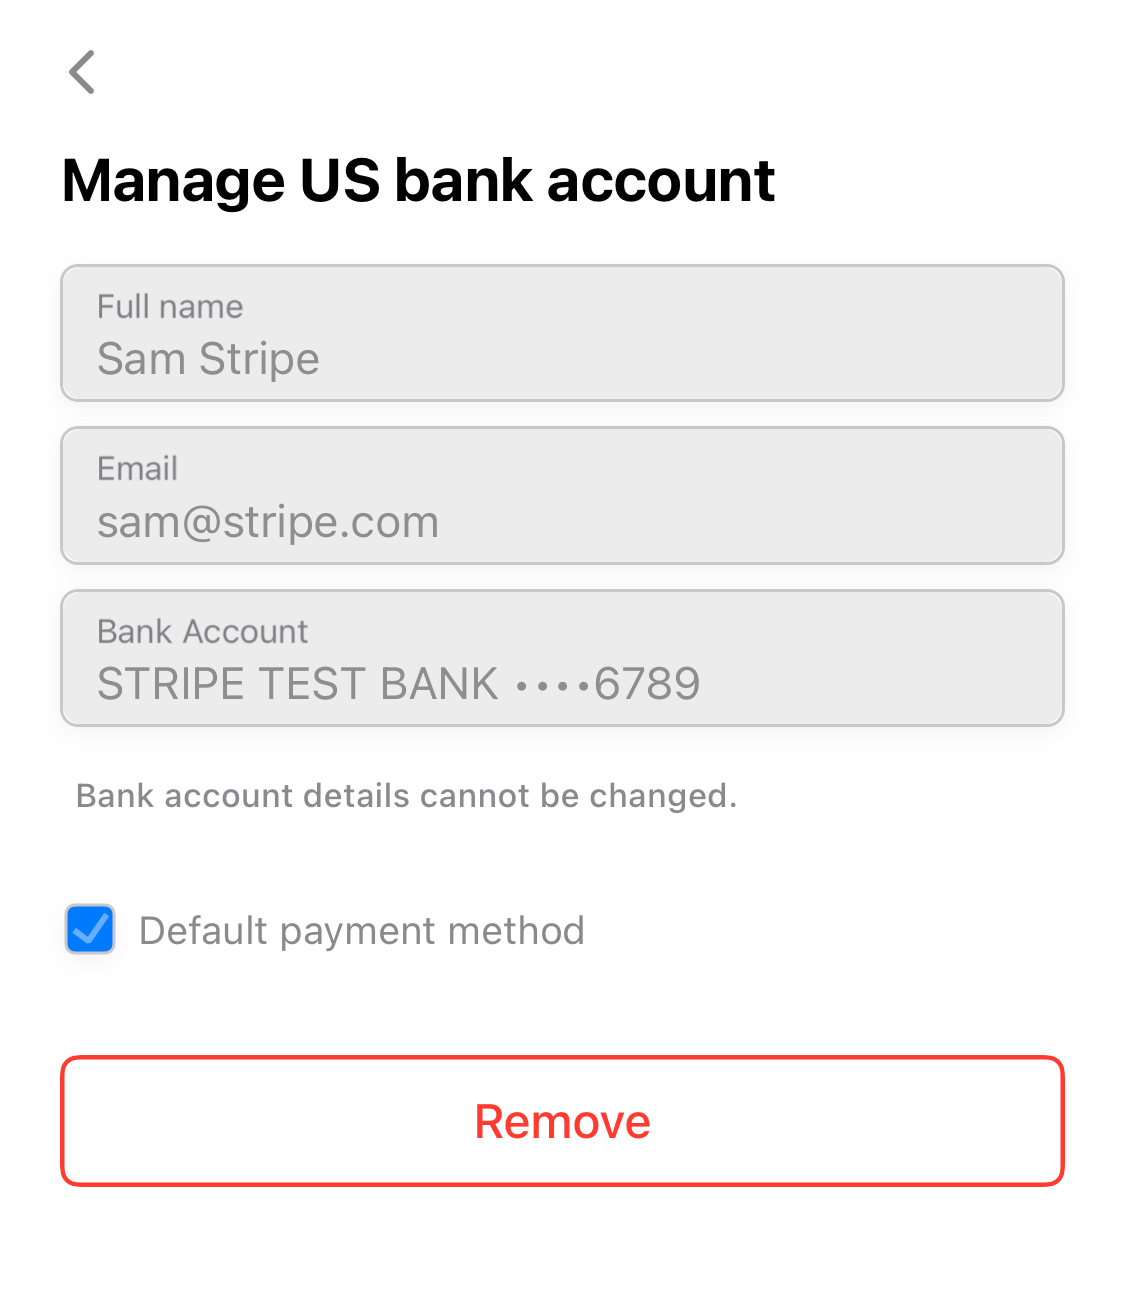 Manage US bank account
Full name
Sam Stripe
Email
sam@stripe.com
Bank Account
STRIPE TEST BANK ••••6789
Bank account details cannot be changed.
Default payment method
Remove